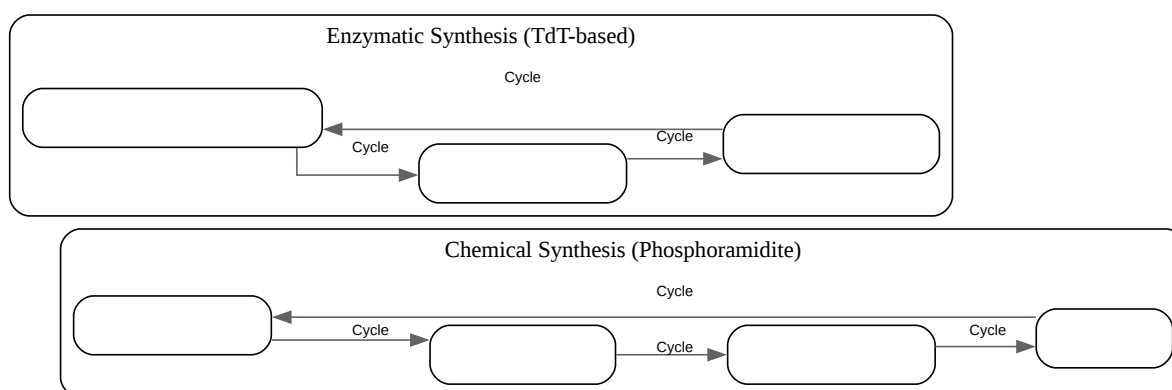 Enzymatic Synthesis (TdT-based)
Cycle
Cycle
Cycle
Chemical Synthesis (Phosphoramidite)
Cycle
Cycle
Cycle
Cycle